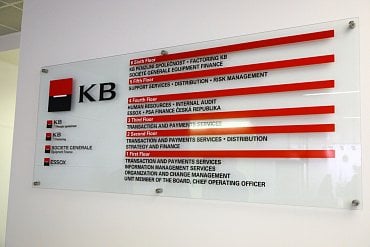 KB
KB
KB
SOCIETE GENERALE
Equipment Finance
ESSOX
6 Sixth Floor
KB PENZIJNI SPOLEČNOST • FACTORING KB
SOCIETE GENERALE EQUIPMENT FINANCE
5 Fifth Floor
SUPPORT SERVICES • DISTRIBUTION • RISK MANAGEMENT
4 Fourth Floor
HUMAN RESOURCES • INTERNAL AUDIT
ESSOX • PSA FINANCE ČESKÁ REPUBLIKA
3 Third Floor
TRANSACTION AND PAYMENTS SERVICES
2 Second Floor
TRANSACTION AND PAYMENTS SERVICES • DISTRIBUTION
STRATEGY AND FINANCE
1 First Floor
TRANSACTION AND PAYMENTS SERVICES
INFORMATION MANAGEMENT SERVICES
ORGANIZATION AND CHANGE MANAGEMENT
UNIT MEMBER OF THE BOARD, CHIEF OPERATING OFFICER